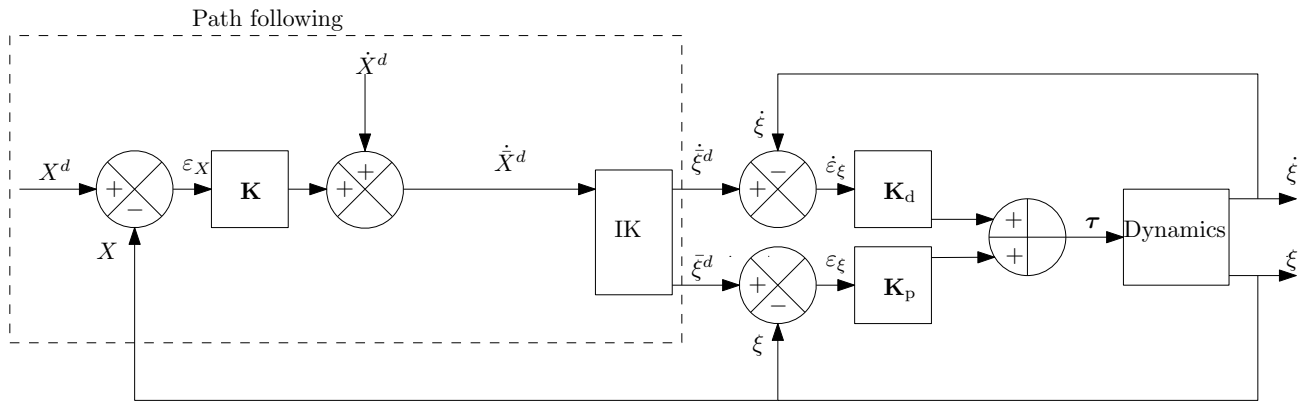 Path following
Ẋ^d
ξ̇
X^d
ε_X
Ẋ̄^d
ξ̄̇^d
ε̇_ξ
ξ̇
+
−
K
+
+
+
−
K_d
IK
+
+
τ
Dynamics
X
ξ̄^d
ε_ξ
ξ
+
−
K_p
ξ